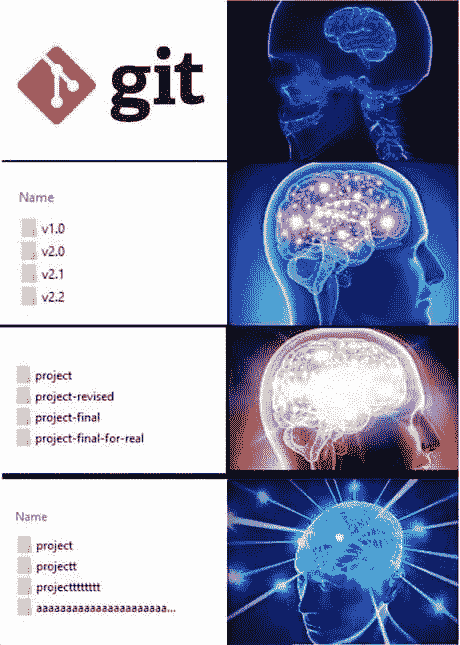 git
Name
v1.0
v2.0
v2.1
v2.2
project
project-revised
project-final
project-final-for-real
Name
project
projectt
projecttttttttt
aaaaaaaaaaaaaaaaaaaaaa...